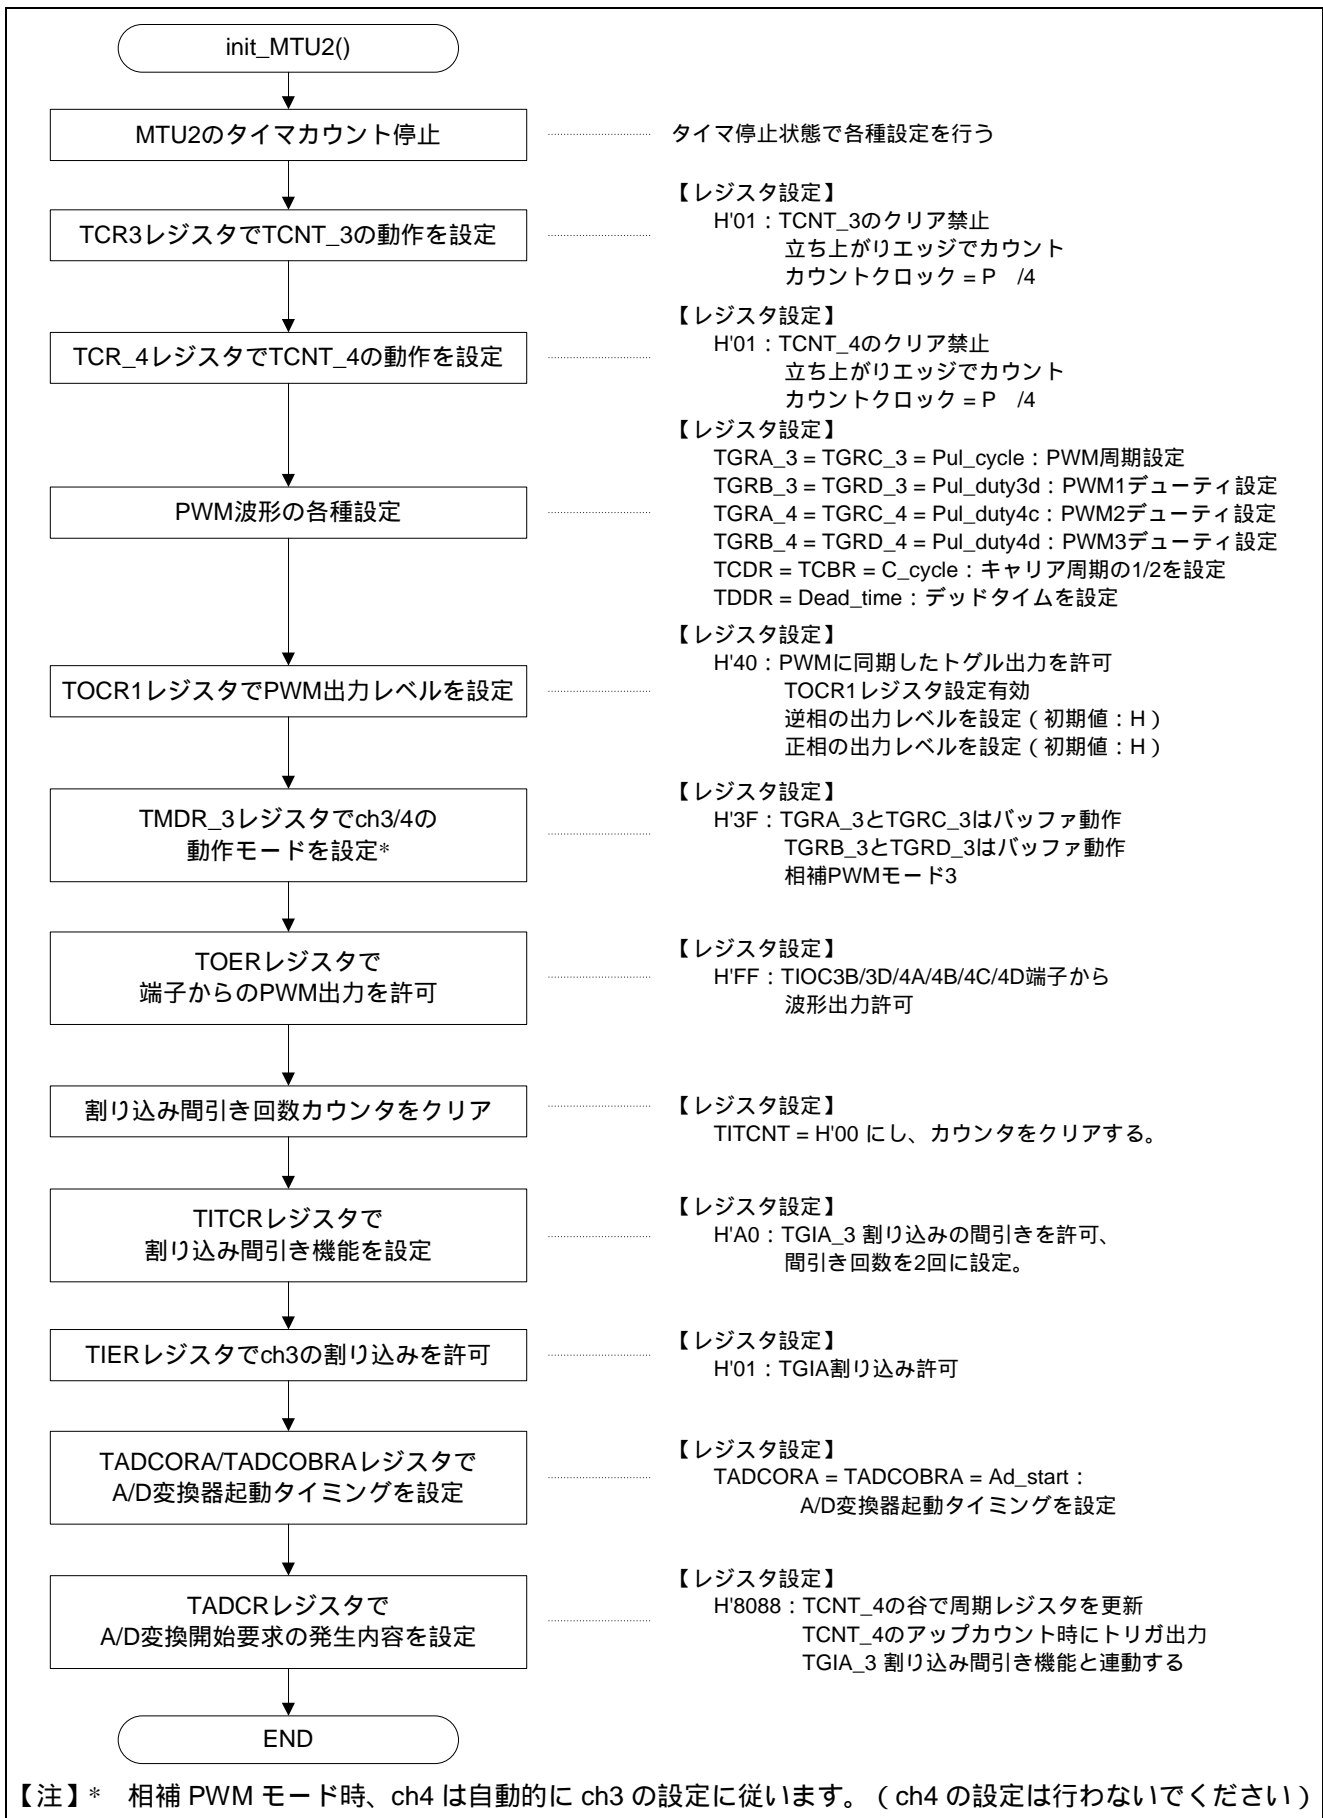 init_MTU2()
MTU2のタイマカウント停止
タイマ停止状態で各種設定を行う
TCR3レジスタでTCNT_3の動作を設定
【レジスタ設定】
H'01：TCNT_3のクリア禁止
立ち上がりエッジでカウント
カウントクロック = P /4
TCR_4レジスタでTCNT_4の動作を設定
【レジスタ設定】
H'01：TCNT_4のクリア禁止
立ち上がりエッジでカウント
カウントクロック = P /4
PWM波形の各種設定
【レジスタ設定】
TGRA_3 = TGRC_3 = Pul_cycle：PWM周期設定
TGRB_3 = TGRD_3 = Pul_duty3d：PWM1デューティ設定
TGRA_4 = TGRC_4 = Pul_duty4c：PWM2デューティ設定
TGRB_4 = TGRD_4 = Pul_duty4d：PWM3デューティ設定
TCDR = TCBR = C_cycle：キャリア周期の1/2を設定
TDDR = Dead_time：デッドタイムを設定
TOCR1レジスタでPWM出力レベルを設定
【レジスタ設定】
H'40：PWMに同期したトグル出力を許可
TOCR1レジスタ設定有効
逆相の出力レベルを設定（初期値：H）
正相の出力レベルを設定（初期値：H）
TMDR_3レジスタでch3/4の
動作モードを設定*
【レジスタ設定】
H'3F：TGRA_3とTGRC_3はバッファ動作
TGRB_3とTGRD_3はバッファ動作
相補PWMモード3
TOERレジスタで
端子からのPWM出力を許可
【レジスタ設定】
H'FF：TIOC3B/3D/4A/4B/4C/4D端子から
波形出力許可
割り込み間引き回数カウンタをクリア
【レジスタ設定】
TITCNT = H'00 にし、カウンタをクリアする。
TITCRレジスタで
割り込み間引き機能を設定
【レジスタ設定】
H'A0：TGIA_3 割り込みの間引きを許可、
間引き回数を2回に設定。
TIERレジスタでch3の割り込みを許可
【レジスタ設定】
H'01：TGIA割り込み許可
TADCORA/TADCOBRAレジスタで
A/D変換器起動タイミングを設定
【レジスタ設定】
TADCORA = TADCOBRA = Ad_start：
A/D変換器起動タイミングを設定
TADCRレジスタで
A/D変換開始要求の発生内容を設定
【レジスタ設定】
H'8088：TCNT_4の谷で周期レジスタを更新
TCNT_4のアップカウント時にトリガ出力
TGIA_3 割り込み間引き機能と連動する
END
【注】* 相補 PWM モード時、ch4 は自動的に ch3 の設定に従います。（ch4 の設定は行わないでください）